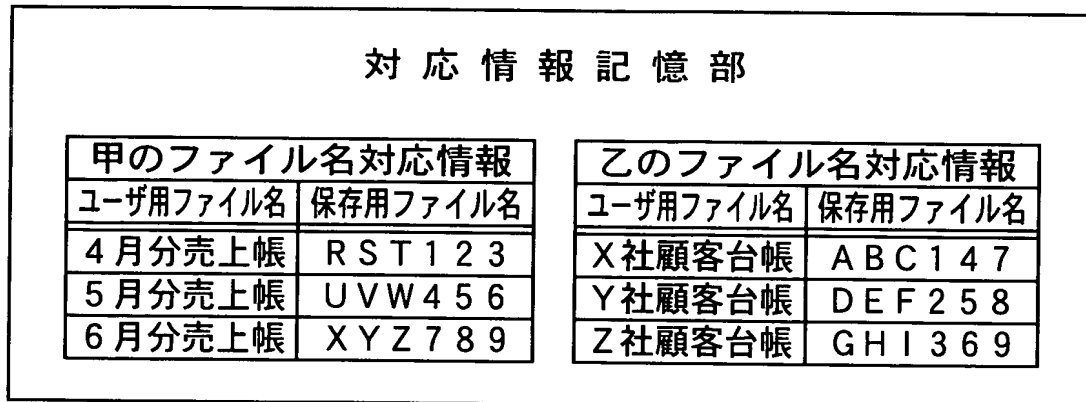 対応情報記憶部
甲のファイル名対応情報
ユーザ用ファイル名 保存用ファイル名
4月分売上帳 RST123
5月分売上帳 UVW456
6月分売上帳 XYZ789
乙のファイル名対応情報
ユーザ用ファイル名 保存用ファイル名
X社顧客台帳 ABC147
Y社顧客台帳 DEF258
Z社顧客台帳 GHI369